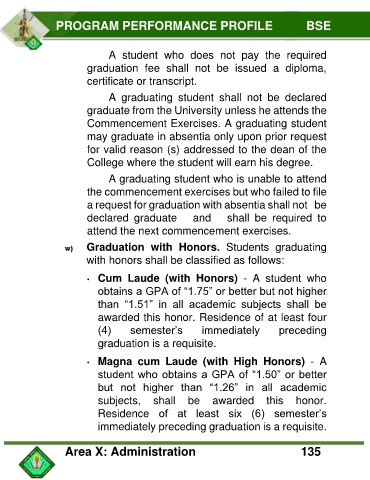 PROGRAM PERFORMANCE PROFILE BSE
A student who does not pay the required
graduation fee shall not be issued a diploma,
certificate or transcript.
A graduating student shall not be declared
graduate from the University unless he attends the
Commencement Exercises. A graduating student
may graduate in absentia only upon prior request
for valid reason (s) addressed to the dean of the
College where the student will earn his degree.
A graduating student who is unable to attend
the commencement exercises but who failed to file
a request for graduation with absentia shall not be
declared graduate and shall be required to
attend the next commencement exercises.
w) Graduation with Honors. Students graduating
with honors shall be classified as follows:
· Cum Laude (with Honors) - A student who
obtains a GPA of “1.75” or better but not higher
than “1.51” in all academic subjects shall be
awarded this honor. Residence of at least four
(4) semester’s immediately preceding
graduation is a requisite.
· Magna cum Laude (with High Honors) - A
student who obtains a GPA of “1.50” or better
but not higher than “1.26” in all academic
subjects, shall be awarded this honor.
Residence of at least six (6) semester’s
immediately preceding graduation is a requisite.
Area X: Administration 135